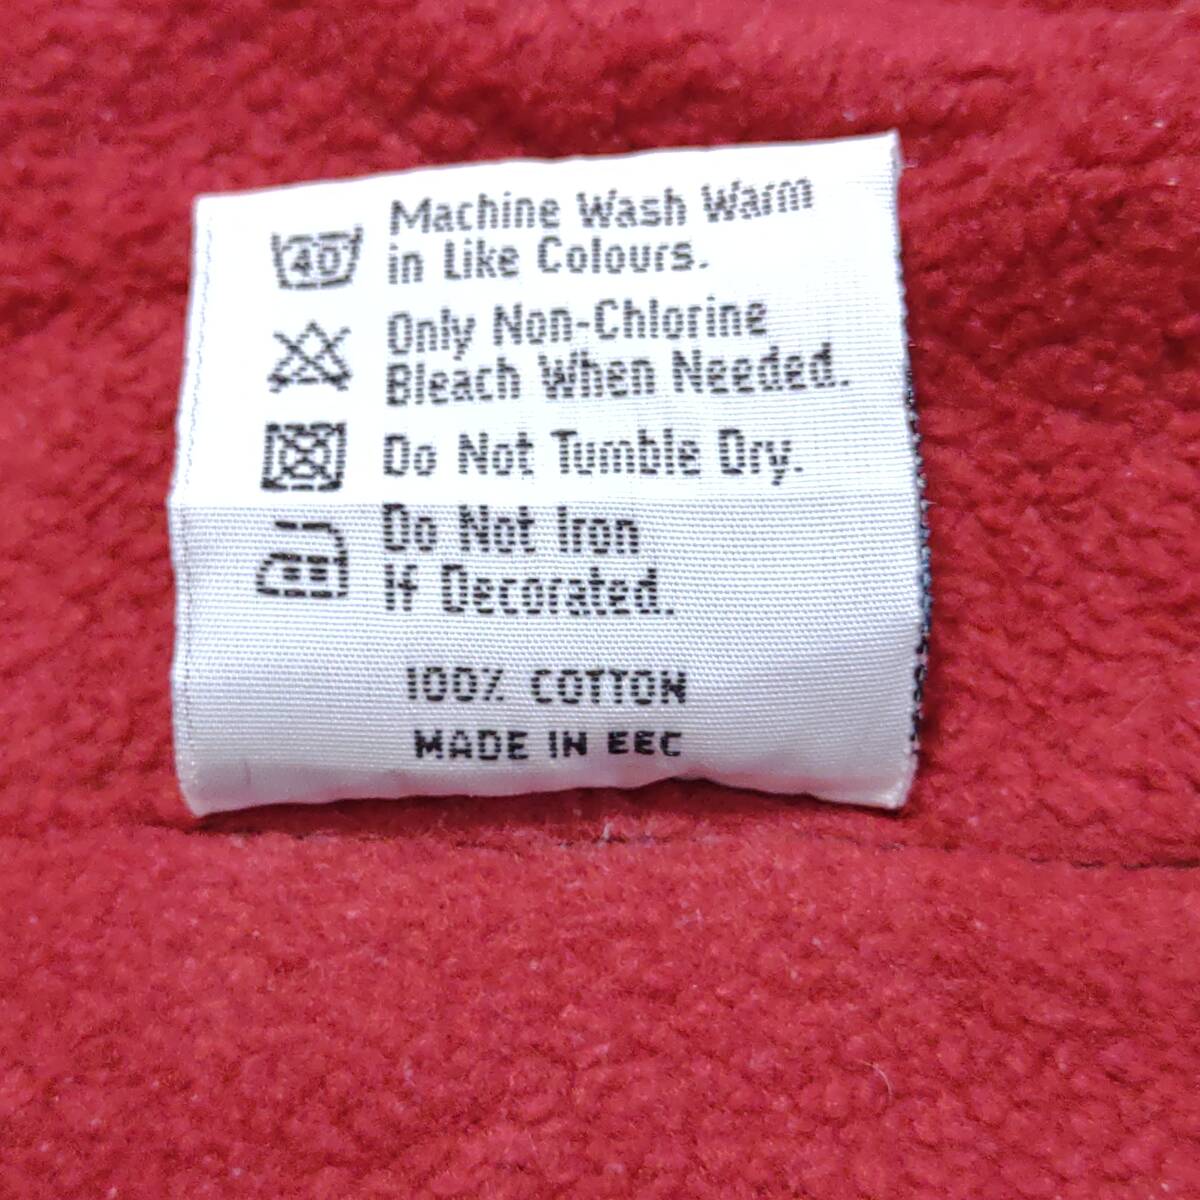 40
Machine Wash Warm
in Like Colours.
Only Non-Chlorine
Bleach When Needed.
Do Not Tumble Dry.
Do Not Iron
If Decorated.
100% COTTON
MADE IN EEC